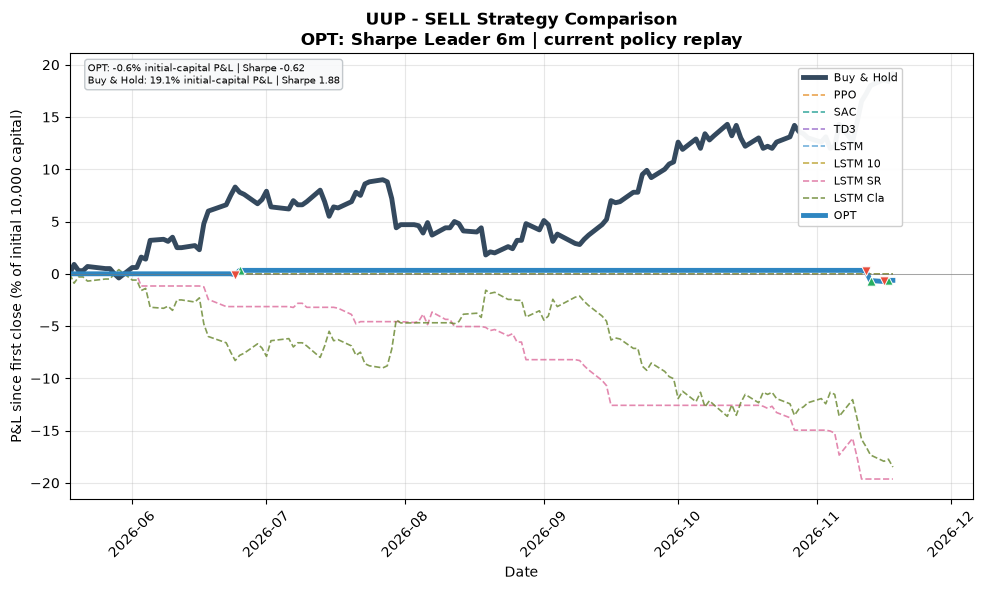 UUP - SELL Strategy Comparison
OPT: Sharpe Leader 6m | current policy replay
OPT: -0.6% initial-capital P&L | Sharpe -0.62
Buy & Hold: 19.1% initial-capital P&L | Sharpe 1.88
Buy & Hold
PPO
SAC
TD3
LSTM
LSTM 10
LSTM SR
LSTM Cla
OPT
P&L since first close (% of initial 10,000 capital)
20
15
10
5
0
−5
−10
−15
−20
2026-06
2026-07
2026-08
2026-09
2026-10
2026-11
2026-12
Date